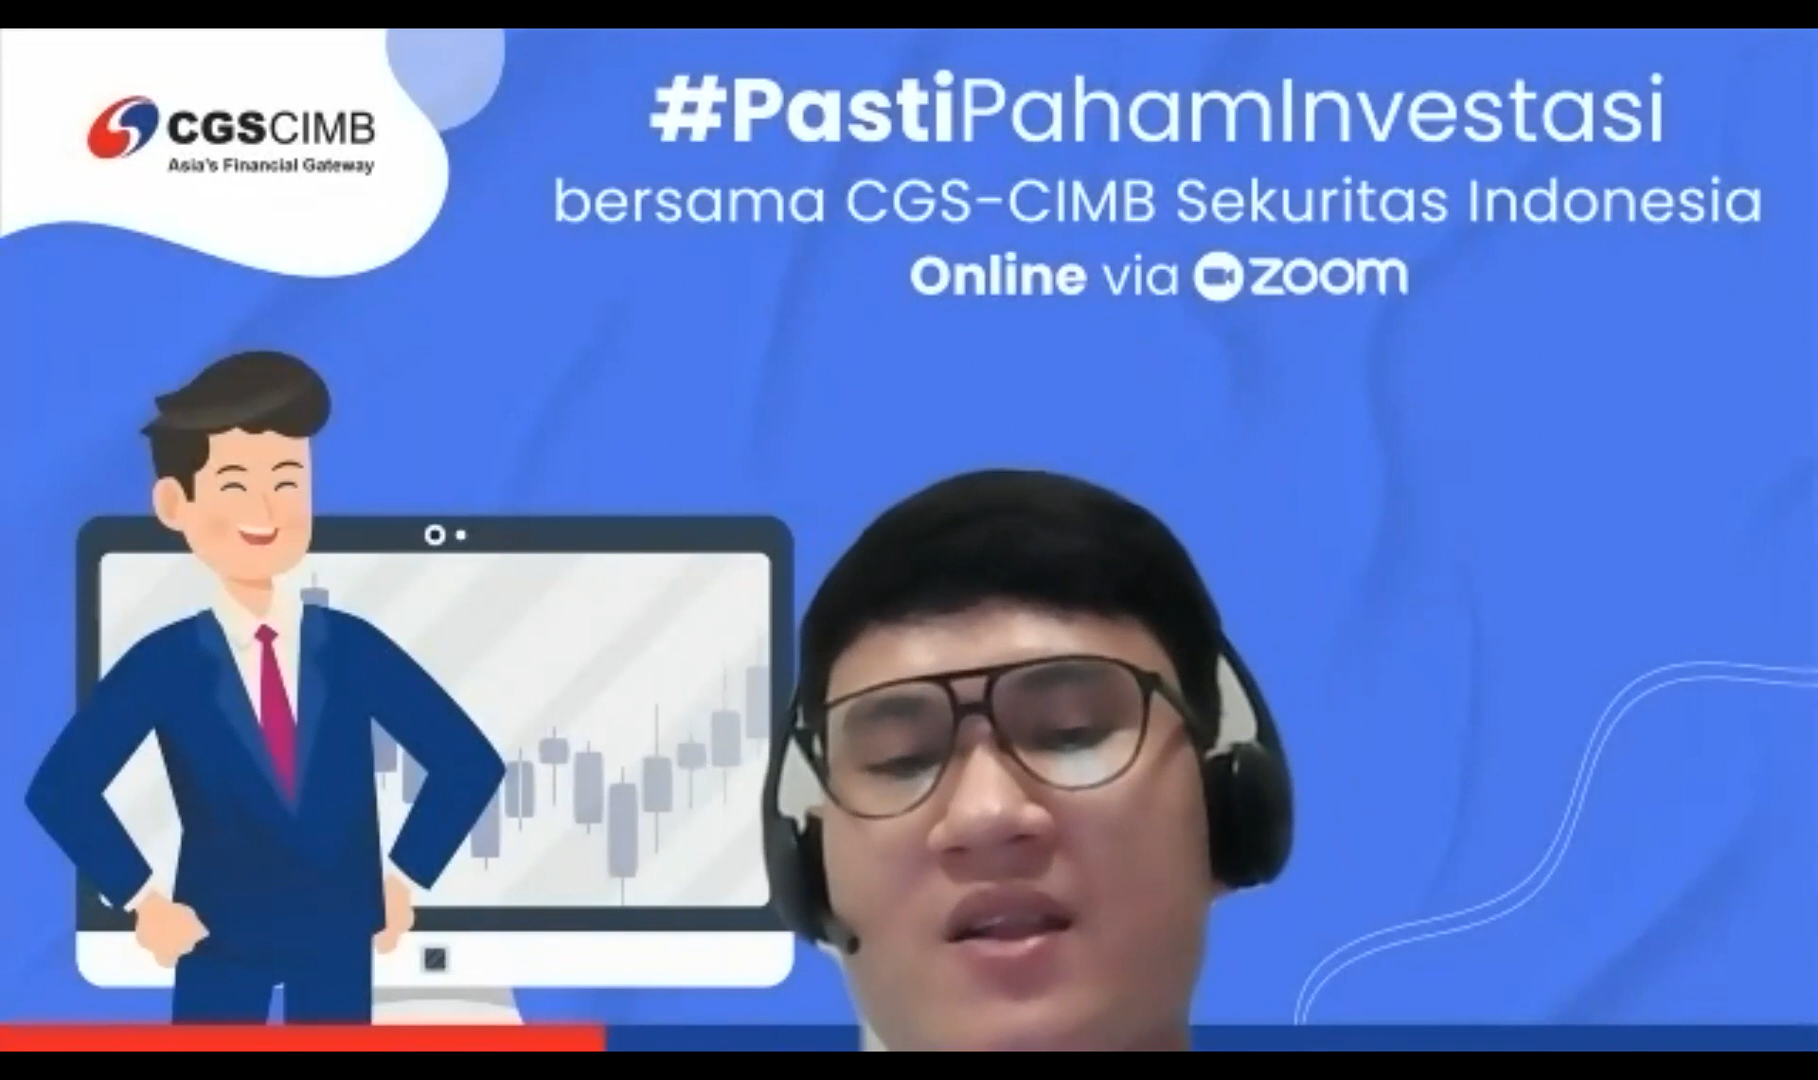 CGSCIMB
Asia's Financial Gateway
#PastiPahamInvestasi
bersama CGS-CIMB Sekuritas Indonesia
Online via zoom